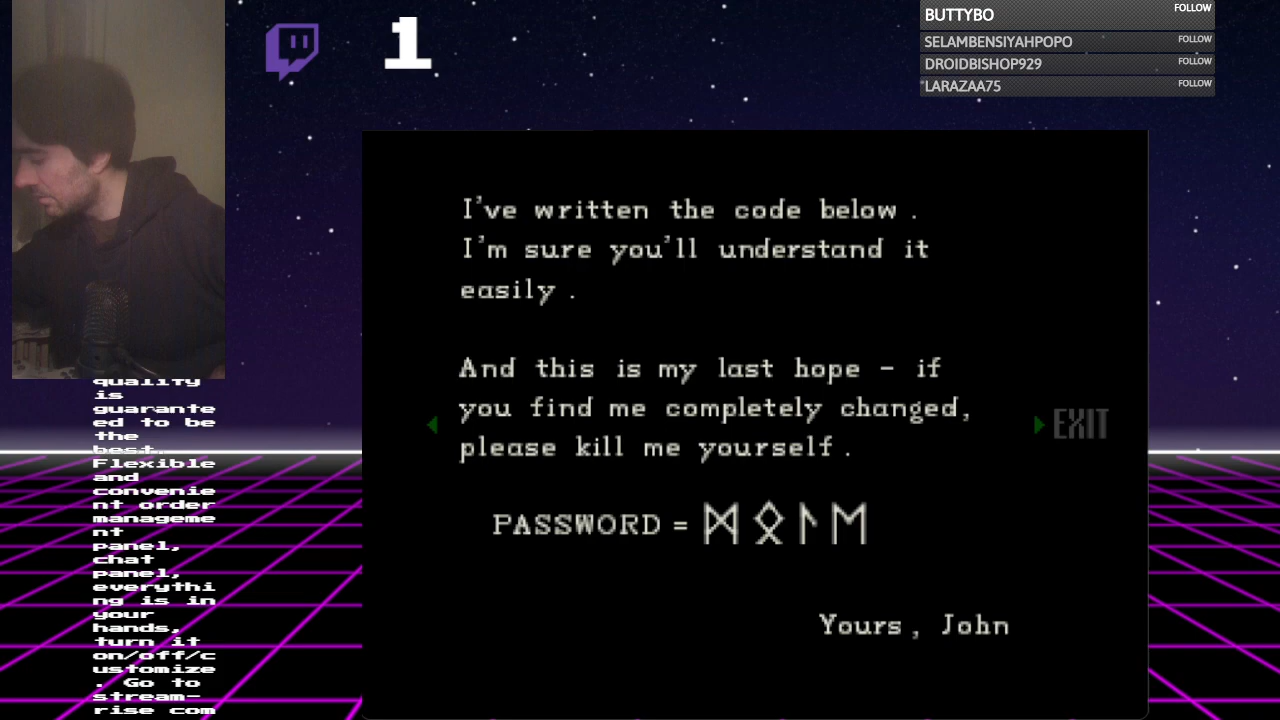 1
BUTTYBO FOLLOW
SELAMBENSIYAHPOPO FOLLOW
DROIDBISHOP929 FOLLOW
LARAZAA75 FOLLOW
I've written the code below .
I'm sure you'll understand it
easily .
And this is my last hope - if
you find me completely changed,
please kill me yourself .
EXIT
PASSWORD = ᛞᛟᛚᛖ
Yours , John
quality
is
guarante
ed to be
the
best.
Flexible
and
convenie
nt order
manageme
nt
panel,
chat
panel,
everythi
ng is in
your
hands,
turn it
on/off/c
ustomize
. Go to
stream-
rise com